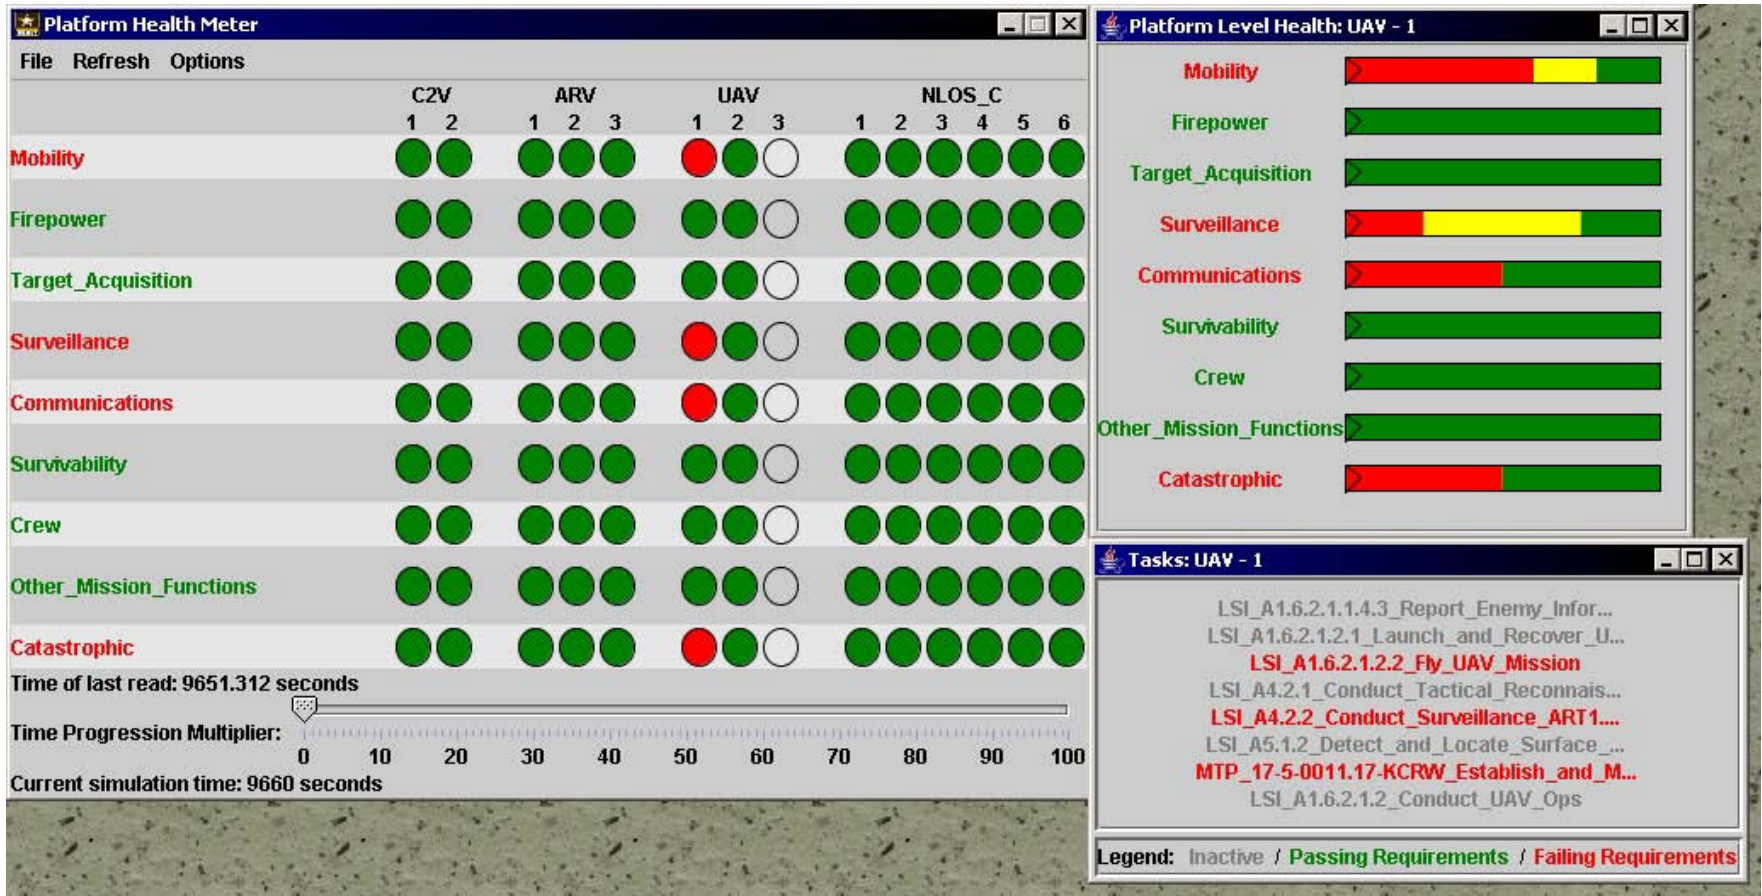 Platform Health Meter
File Refresh Options
C2V ARV UAV NLOS_C
1 2 1 2 3 1 2 3 1 2 3 4 5 6
Mobility
Firepower
Target_Acquisition
Surveillance
Communications
Survivability
Crew
Other_Mission_Functions
Catastrophic
Time of last read: 9651.312 seconds
Time Progression Multiplier:
0 10 20 30 40 50 60 70 80 90 100
Current simulation time: 9660 seconds
Platform Level Health: UAV - 1
Mobility
Firepower
Target_Acquisition
Surveillance
Communications
Survivability
Crew
Other_Mission_Functions
Catastrophic
Tasks: UAV - 1
LSI_A1.6.2.1.1.4.3_Report_Enemy_Infor...
LSI_A1.6.2.1.2.1_Launch_and_Recover_U...
LSI_A1.6.2.1.2.2_Fly_UAV_Mission
LSI_A4.2.1_Conduct_Tactical_Reconnais...
LSI_A4.2.2_Conduct_Surveillance_ART1....
LSI_A5.1.2_Detect_and_Locate_Surface_...
MTP_17-5-0011.17-KCRW_Establish_and_M...
LSI_A1.6.2.1.2_Conduct_UAV_Ops
Legend: Inactive / Passing Requirements / Failing Requirements